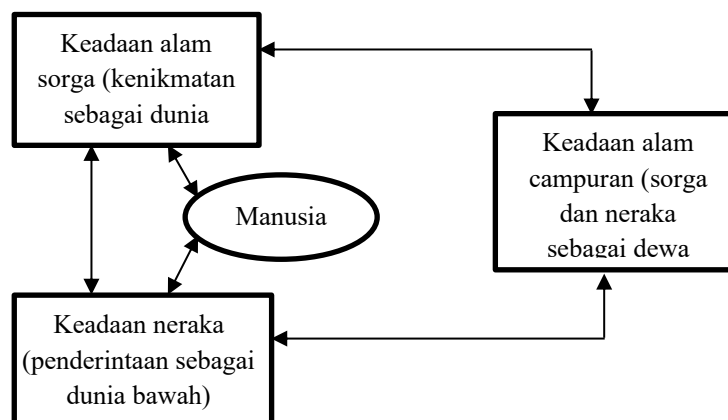 Keadaan alam
sorga (kenikmatan
sebagai dunia
Manusia
Keadaan alam
campuran (sorga
dan neraka
sebagai dewa
Keadaan neraka
(penderintaan sebagai
dunia bawah)